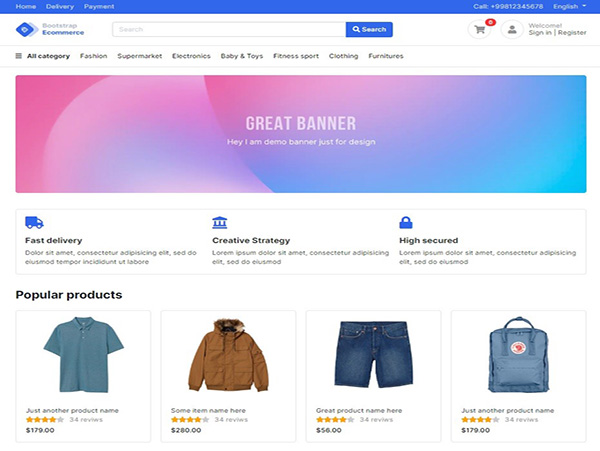 Home Delivery Payment Call: +99812345678 English
Bootstrap
Ecommerce
Search Search
0
Welcome!
Sign in | Register
All category Fashion Supermarket Electronics Baby & Toys Fitness sport Clothing Furnitures
GREAT BANNER
Hey I am demo banner just for design
Fast delivery
Dolor sit amet, consectetur adipisicing elit, sed do
eiusmod tempor incididunt ut labore
Creative Strategy
Lorem ipsum dolor sit amet, consectetur adipisicing
elit, sed do eiusmod
High secured
Lorem ipsum dolor sit amet, consectetur adipisicing
elit, sed do eiusmod
Popular products
Just another product name
34 reviws
$179.00
Some item name here
34 reviws
$280.00
Great product name here
34 reviws
$56.00
Just another product name
34 reviws
$179.00